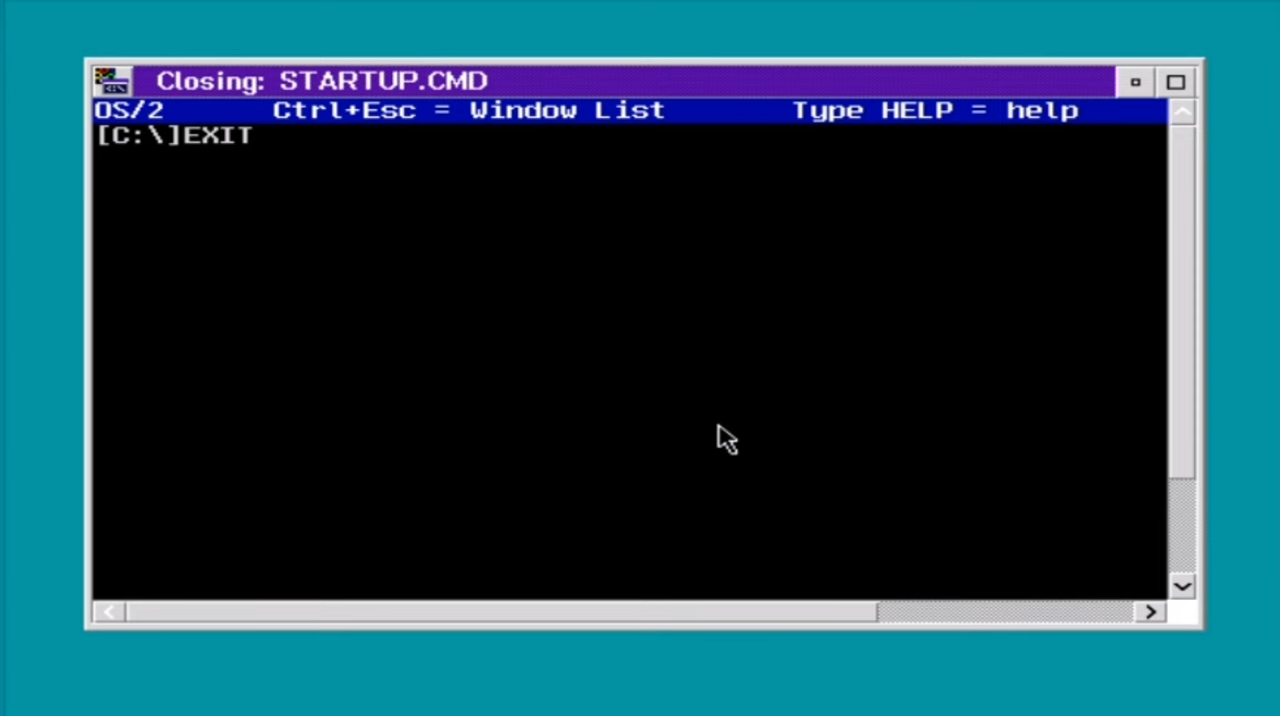 Closing: STARTUP.CMD
OS/2 Ctrl+Esc = Window List Type HELP = help
[C:\]EXIT